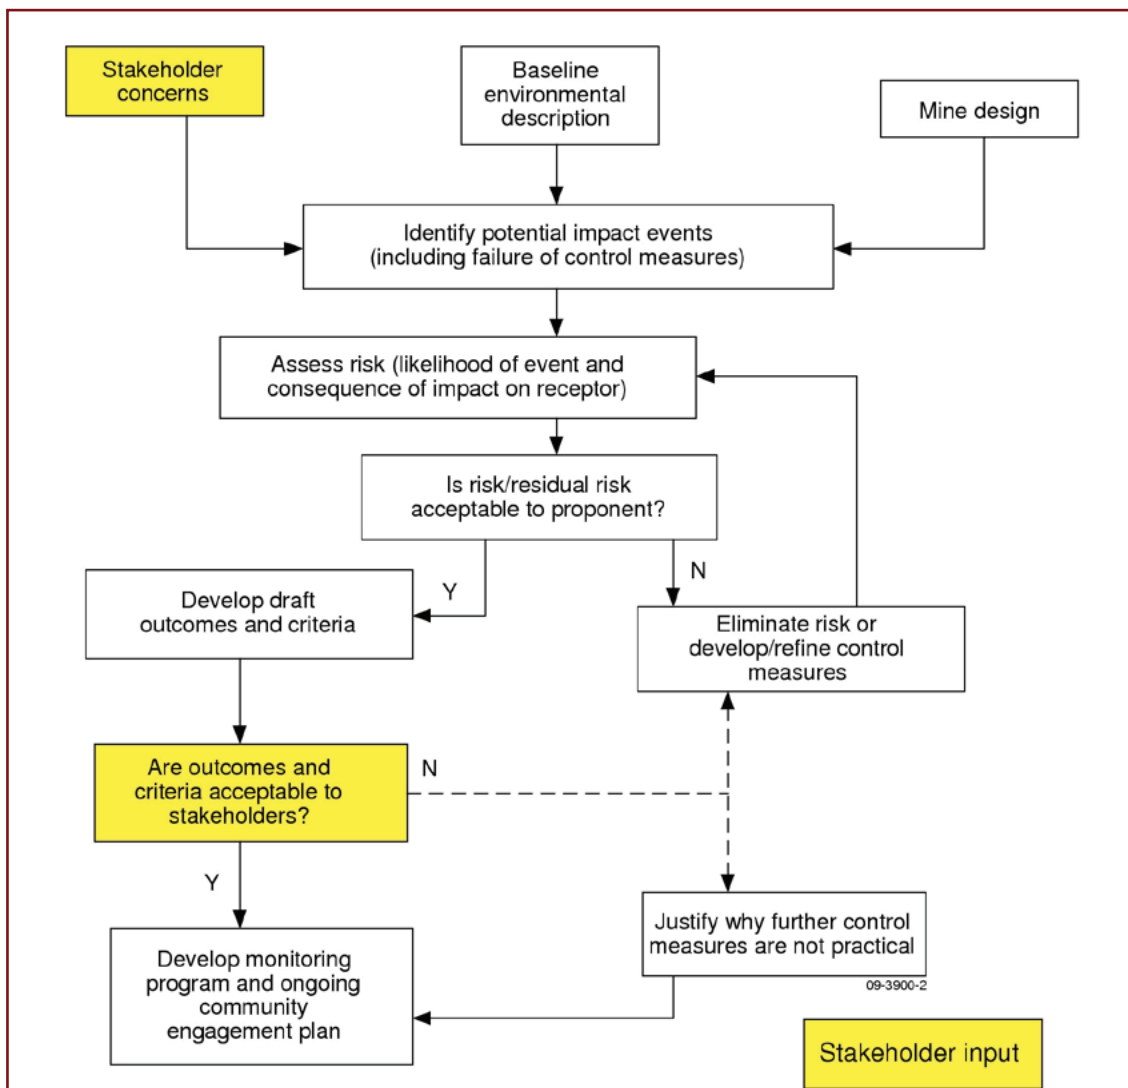 Stakeholder
concerns
Baseline
environmental
description
Mine design
Identify potential impact events
(including failure of control measures)
Assess risk (likelihood of event and
consequence of impact on receptor)
Is risk/residual risk
acceptable to proponent?
Y
N
Develop draft
outcomes and criteria
Eliminate risk or
develop/refine control
measures
Are outcomes and
criteria acceptable to
stakeholders?
N
Y
Justify why further control
measures are not practical
Develop monitoring
program and ongoing
community
engagement plan
09-3900-2
Stakeholder input